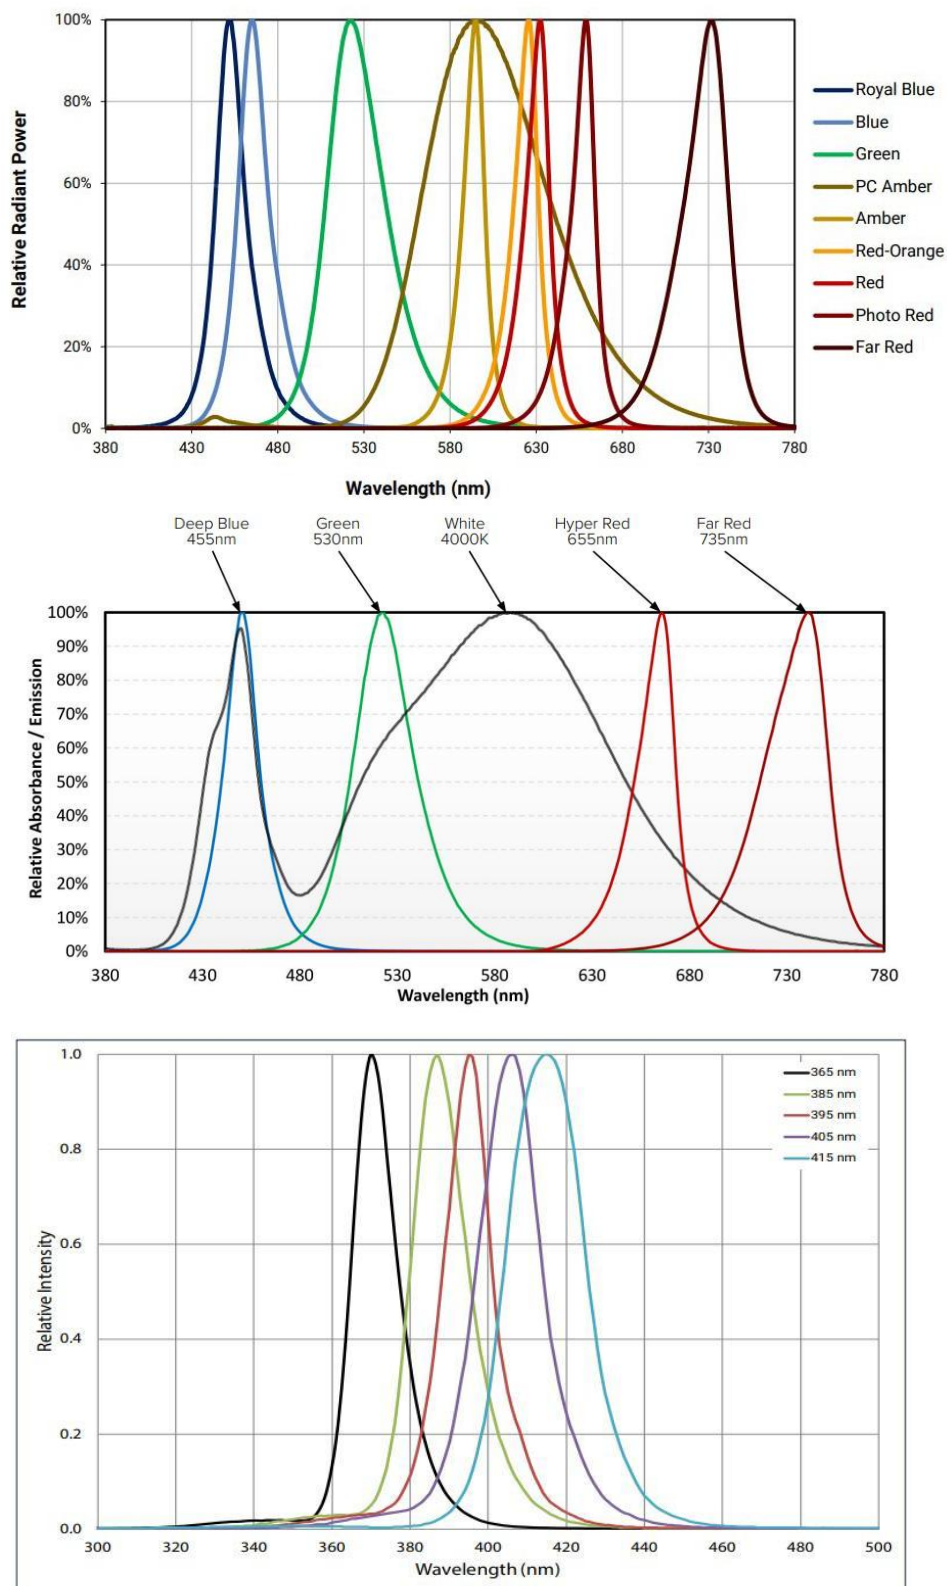 100%
80%
60%
40%
20%
0%
Relative Radiant Power
380 430 480 530 580 630 680 730 780
Wavelength (nm)
Royal Blue
Blue
Green
PC Amber
Amber
Red-Orange
Red
Photo Red
Far Red
Deep Blue
455nm
Green
530nm
White
4000K
Hyper Red
655nm
Far Red
735nm
100%
90%
80%
70%
60%
50%
40%
30%
20%
10%
0%
Relative Absorbance / Emission
380 430 480 530 580 630 680 730 780
Wavelength (nm)
1.0
0.8
0.6
0.4
0.2
0.0
Relative Intensity
365 nm
385 nm
395 nm
405 nm
415 nm
300 320 340 360 380 400 420 440 460 480 500
Wavelength (nm)